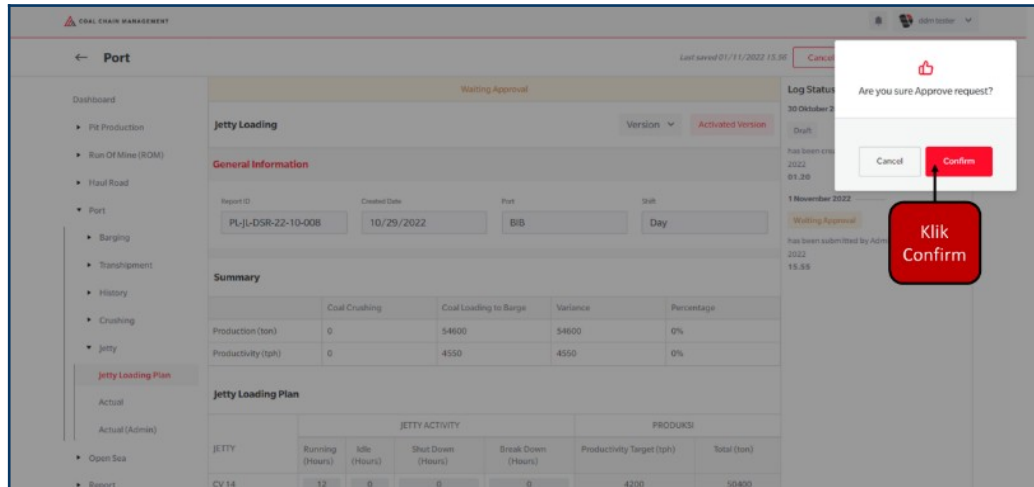 COAL CHAIN MANAGEMENT
adm tester
← Port
Last saved 01/11/2022 15.56
Cancel
Dashboard
Pit Production
Run Of Mine (ROM)
Haul Road
Port
Barging
Transhipment
History
Crushing
Jetty
Jetty Loading Plan
Actual
Actual (Admin)
Open Sea
Report
Waiting Approval
Jetty Loading
Version
Activated Version
General Information
Report ID Created Date Port Shift
PL-JL-DSR-22-10-008 10/29/2022 BIB Day
Summary
Coal Crushing Coal Loading to Barge Variance Percentage
Production (ton) 0 54600 54600 0%
Productivity (tph) 0 4550 4550 0%
Jetty Loading Plan
JETTY ACTIVITY PRODUKSI
JETTY Running (Hours) Idle (Hours) Shut Down (Hours) Break Down (Hours) Productivity Target (tph) Total (ton)
CV 14 12 0 0 0 4200 50400
Log Status
30 Oktober 2
Draft
has been
2022
01.20
1 November 2022
Waiting Approval
has been submitted by Adm
2022
15.55
Are you sure Approve request?
Cancel
Confirm
Klik
Confirm